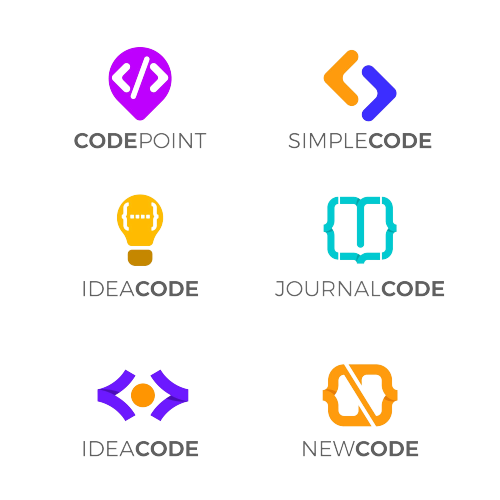 </>
CODEPOINT
SIMPLECODE
{....}
IDEACODE
JOURNALCODE
IDEACODE
NEWCODE